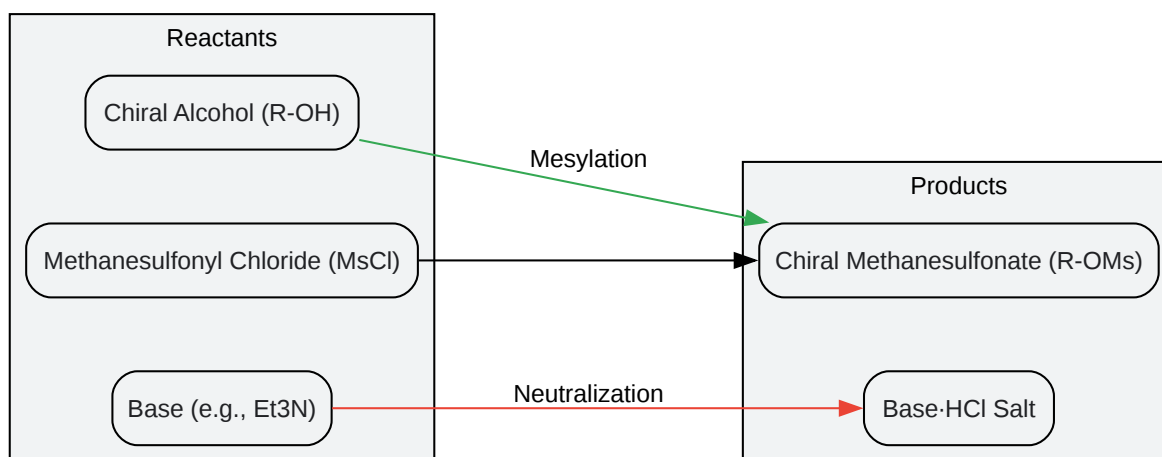 Reactants
Chiral Alcohol (R-OH)
Mesylation
Products
Methanesulfonyl Chloride (MsCl)
Chiral Methanesulfonate (R-OMs)
Base (e.g., Et3N)
Neutralization
Base·HCl Salt